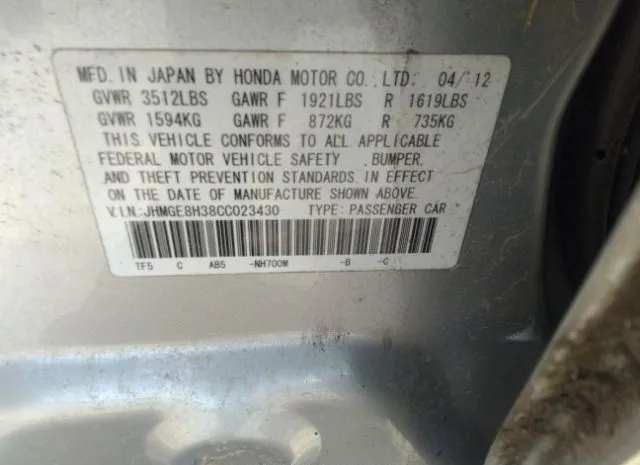 MFD. IN JAPAN BY HONDA MOTOR CO.,LTD. 04/'12
GVWR 3512LBS GAWR F 1921LBS R 1619LBS
GVWR 1594KG GAWR F 872KG R 735KG
THIS VEHICLE CONFORMS TO ALL APPLICABLE
FEDERAL MOTOR VEHICLE SAFETY ,BUMPER,
AND THEFT PREVENTION STANDARDS IN EFFECT
ON THE DATE OF MANUFACTURE SHOWN ABOVE.
V.I.N.:JHMGE8H38CC023430 TYPE:PASSENGER CAR
TF5 C AB5 -NH700M -B -C